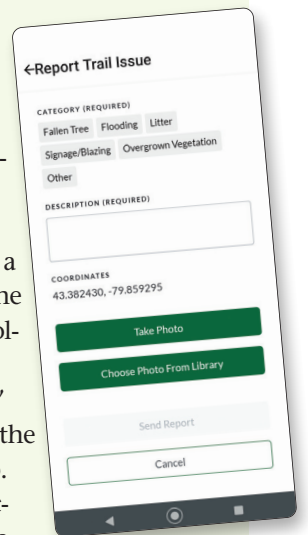 ←Report Trail Issue
CATEGORY (REQUIRED)
Fallen Tree Flooding Litter
Signage/Blazing Overgrown Vegetation
Other
DESCRIPTION (REQUIRED)
COORDINATES
43.382430, -79.859295
Take Photo
Choose Photo From Library
Send Report
Cancel
a
the